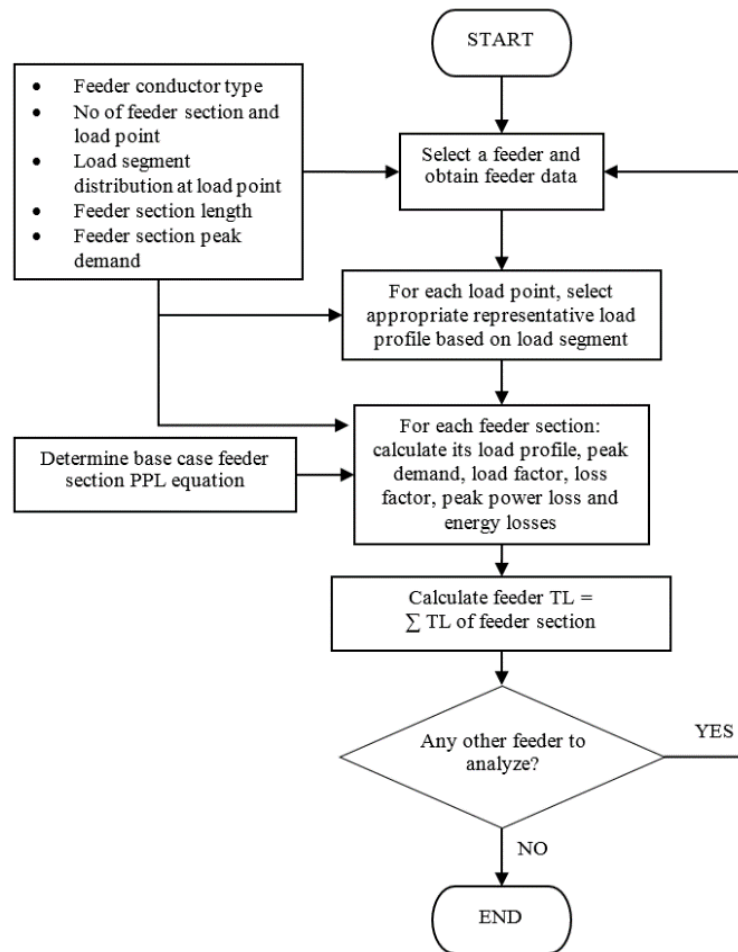 START
• Feeder conductor type
• No of feeder section and
load point
• Load segment
distribution at load point
• Feeder section length
• Feeder section peak
demand
Select a feeder and
obtain feeder data
For each load point, select
appropriate representative load
profile based on load segment
For each feeder section:
calculate its load profile, peak
demand, load factor, loss
factor, peak power loss and
energy losses
Determine base case feeder
section PPL equation
Calculate feeder TL =
∑ TL of feeder section
Any other feeder to
analyze?
YES
NO
END